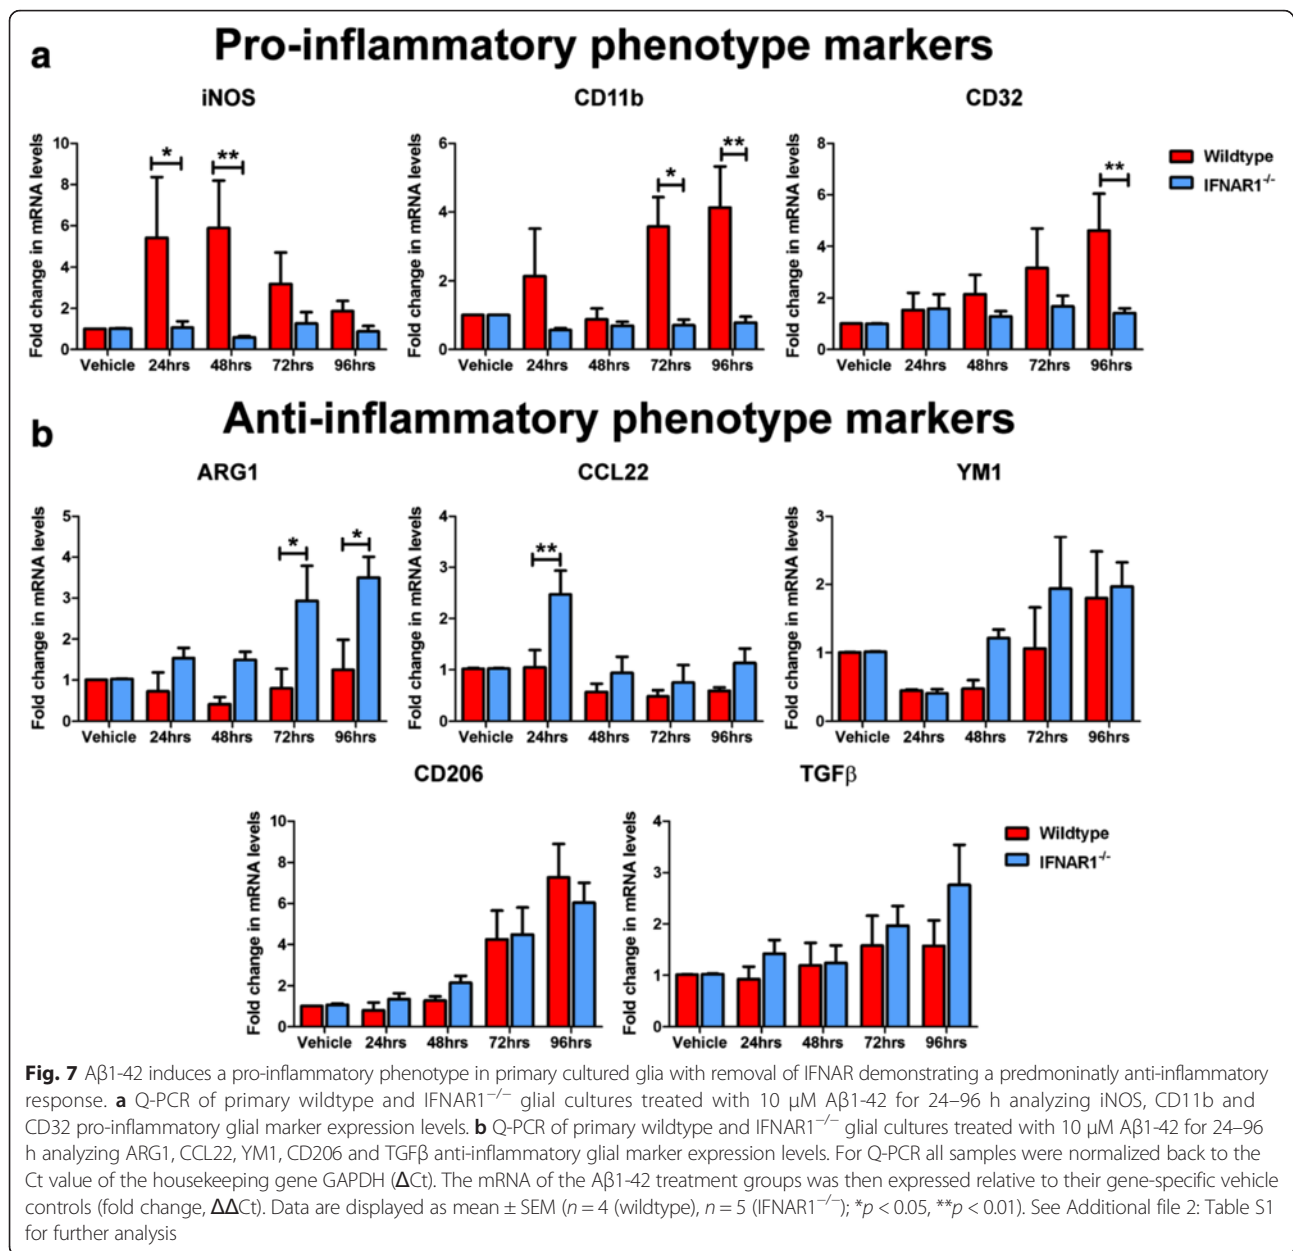 a
Pro-inflammatory phenotype markers
iNOS
Fold change in mRNA levels
10
8
6
4
2
0
*
**
Vehicle 24hrs 48hrs 72hrs 96hrs
CD11b
Fold change in mRNA levels
6
4
2
0
*
**
Vehicle 24hrs 48hrs 72hrs 96hrs
CD32
Fold change in mRNA levels
8
6
4
2
0
**
Vehicle 24hrs 48hrs 72hrs 96hrs
Wildtype
IFNAR1-/-
b
Anti-inflammatory phenotype markers
ARG1
Fold change in mRNA levels
5
4
3
2
1
0
*
*
Vehicle 24hrs 48hrs 72hrs 96hrs
CCL22
Fold change in mRNA levels
4
3
2
1
0
**
Vehicle 24hrs 48hrs 72hrs 96hrs
YM1
Fold change in mRNA levels
3
2
1
0
Vehicle 24hrs 48hrs 72hrs 96hrs
CD206
Fold change in mRNA levels
10
8
6
4
2
0
Vehicle 24hrs 48hrs 72hrs 96hrs
TGFβ
Fold change in mRNA levels
4
3
2
1
0
Vehicle 24hrs 48hrs 72hrs 96hrs
Wildtype
IFNAR1-/-
Fig. 7 Aβ1-42 induces a pro-inflammatory phenotype in primary cultured glia with removal of IFNAR demonstrating a predmoninatly anti-inflammatory
response. a Q-PCR of primary wildtype and IFNAR1−/− glial cultures treated with 10 μM Aβ1-42 for 24–96 h analyzing iNOS, CD11b and
CD32 pro-inflammatory glial marker expression levels. b Q-PCR of primary wildtype and IFNAR1−/− glial cultures treated with 10 μM Aβ1-42 for 24–96
h analyzing ARG1, CCL22, YM1, CD206 and TGFβ anti-inflammatory glial marker expression levels. For Q-PCR all samples were normalized back to the
Ct value of the housekeeping gene GAPDH (ΔCt). The mRNA of the Aβ1-42 treatment groups was then expressed relative to their gene-specific vehicle
controls (fold change, ΔΔCt). Data are displayed as mean ± SEM (n = 4 (wildtype), n = 5 (IFNAR1−/−); *p < 0.05, **p < 0.01). See Additional file 2: Table S1
for further analysis